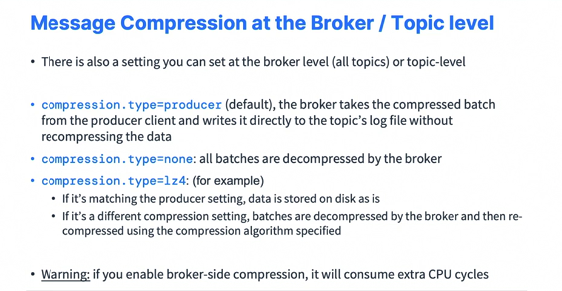 Message Compression at the Broker / Topic level
• There is also a setting you can set at the broker level (all topics) or topic-level
• compression.type=producer (default), the broker takes the compressed batch
from the producer client and writes it directly to the topic's log file without
recompressing the data
• compression.type=none: all batches are decompressed by the broker
• compression.type=lz4: (for example)
• If it's matching the producer setting, data is stored on disk as is
• If it's a different compression setting, batches are decompressed by the broker and then re-
compressed using the compression algorithm specified
• Warning: if you enable broker-side compression, it will consume extra CPU cycles